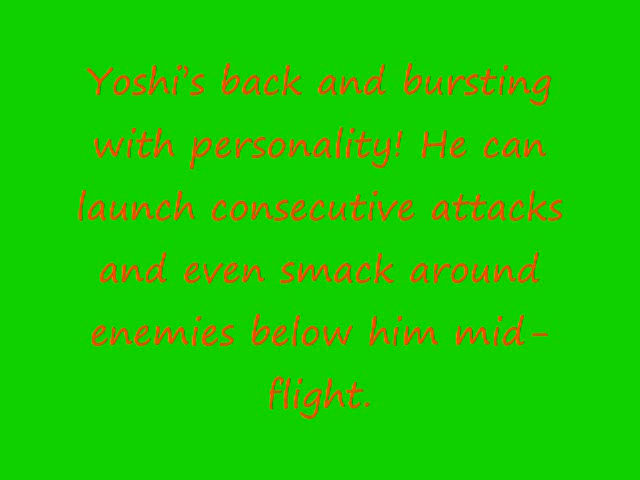 Yoshi’s back and bursting
with personality! He can
launch consecutive attacks
and even smack around
enemies below him mid-
flight.